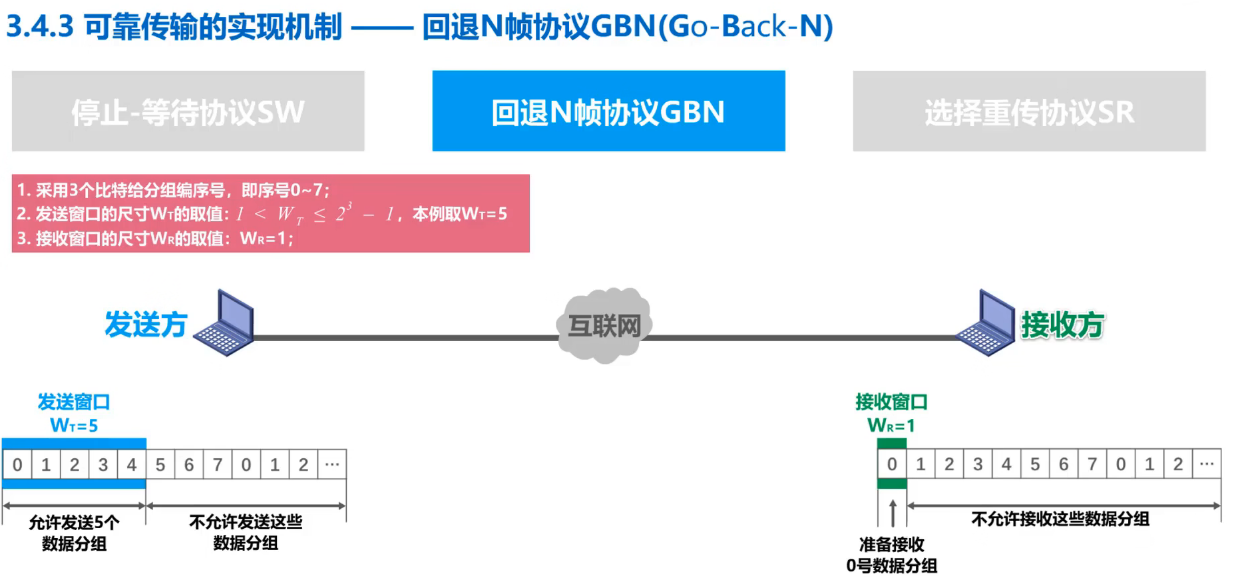 3.4.3 可靠传输的实现机制 —— 回退N帧协议GBN(Go-Back-N)
停止-等待协议SW
回退N帧协议GBN
选择重传协议SR
1. 采用3个比特给分组编序号，即序号0~7；
2. 发送窗口的尺寸WT的取值：1 < W_T ≤ 2^3 − 1，本例取WT=5
3. 接收窗口的尺寸WR的取值：WR=1；
发送方
互联网
接收方
发送窗口
WT=5
0 1 2 3 4 5 6 7 0 1 2 ···
允许发送5个
数据分组
不允许发送这些
数据分组
接收窗口
WR=1
0 1 2 3 4 5 6 7 0 1 2 ···
不允许接收这些数据分组
准备接收
0号数据分组